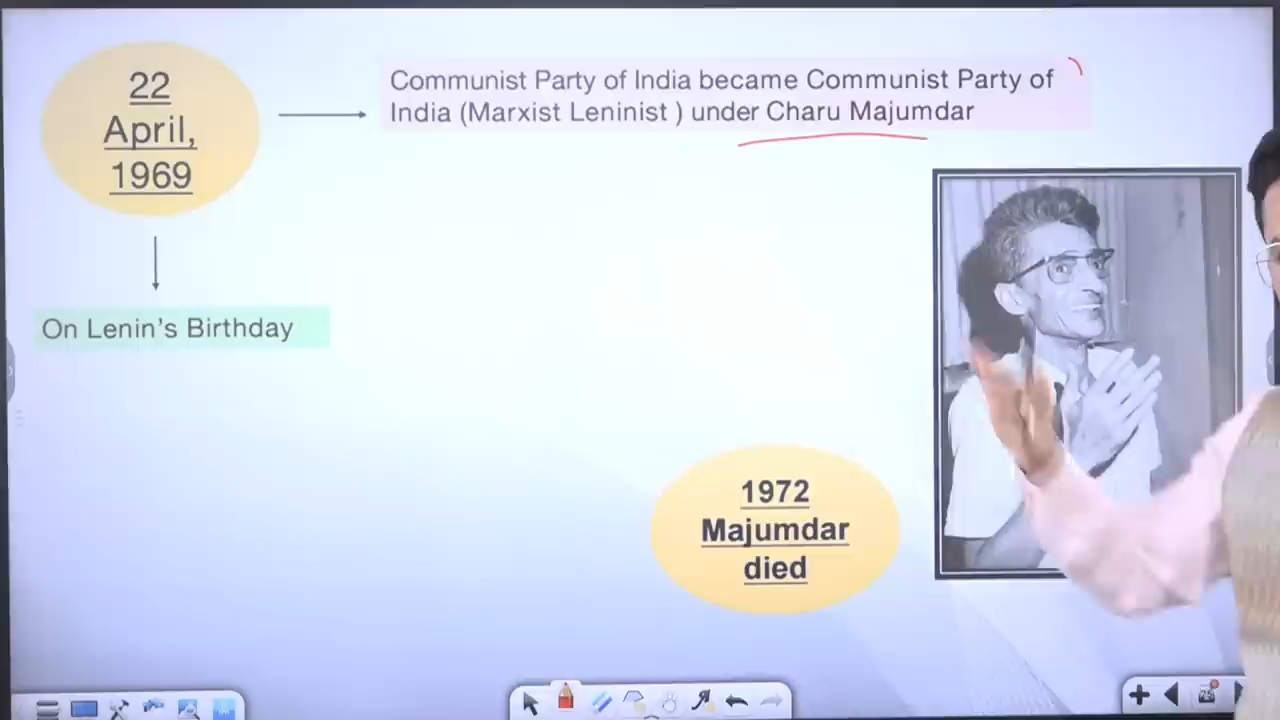 22
April,
1969
Communist Party of India became Communist Party of
India (Marxist Leninist ) under Charu Majumdar
On Lenin's Birthday
1972
Majumdar
died
25